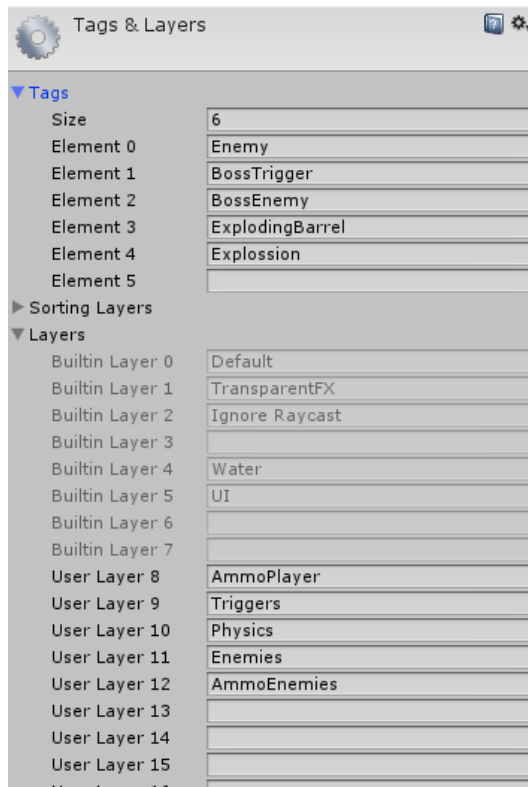 Tags & Layers
Tags
Size 6
Element 0 Enemy
Element 1 BossTrigger
Element 2 BossEnemy
Element 3 ExplodingBarrel
Element 4 Explossion
Element 5
Sorting Layers
Layers
Builtin Layer 0 Default
Builtin Layer 1 TransparentFX
Builtin Layer 2 Ignore Raycast
Builtin Layer 3
Builtin Layer 4 Water
Builtin Layer 5 UI
Builtin Layer 6
Builtin Layer 7
User Layer 8 AmmoPlayer
User Layer 9 Triggers
User Layer 10 Physics
User Layer 11 Enemies
User Layer 12 AmmoEnemies
User Layer 13
User Layer 14
User Layer 15